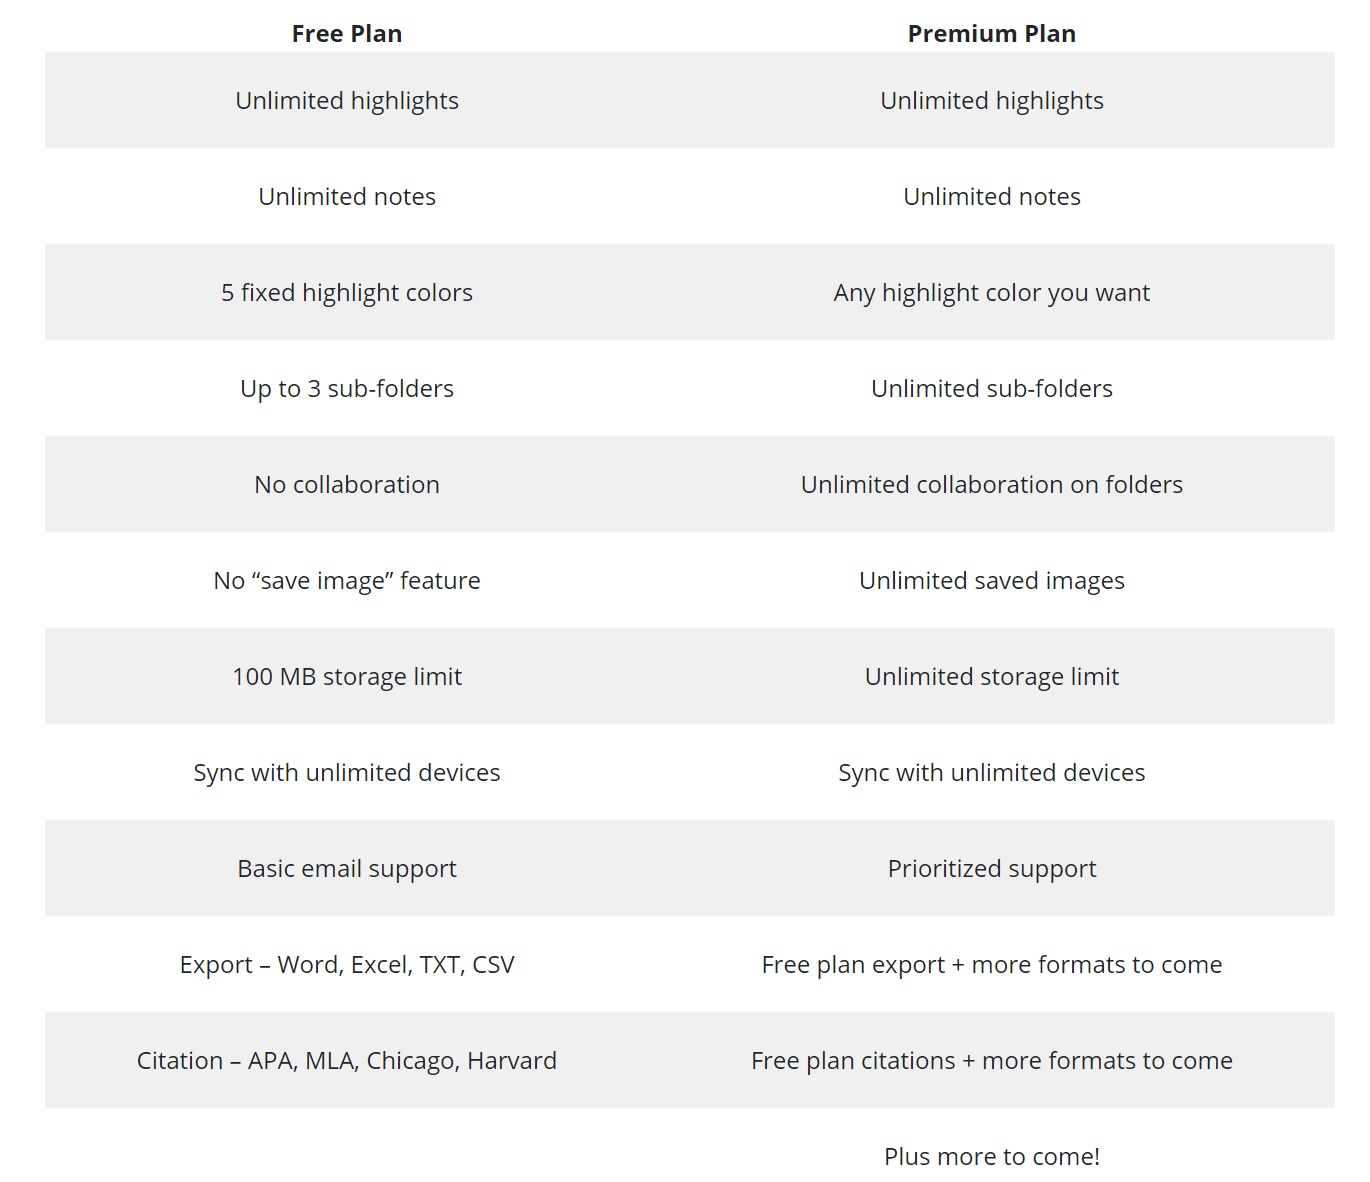 Free Plan Premium Plan
Unlimited highlights Unlimited highlights
Unlimited notes Unlimited notes
5 fixed highlight colors Any highlight color you want
Up to 3 sub-folders Unlimited sub-folders
No collaboration Unlimited collaboration on folders
No “save image” feature Unlimited saved images
100 MB storage limit Unlimited storage limit
Sync with unlimited devices Sync with unlimited devices
Basic email support Prioritized support
Export – Word, Excel, TXT, CSV Free plan export + more formats to come
Citation – APA, MLA, Chicago, Harvard Free plan citations + more formats to come
Plus more to come!